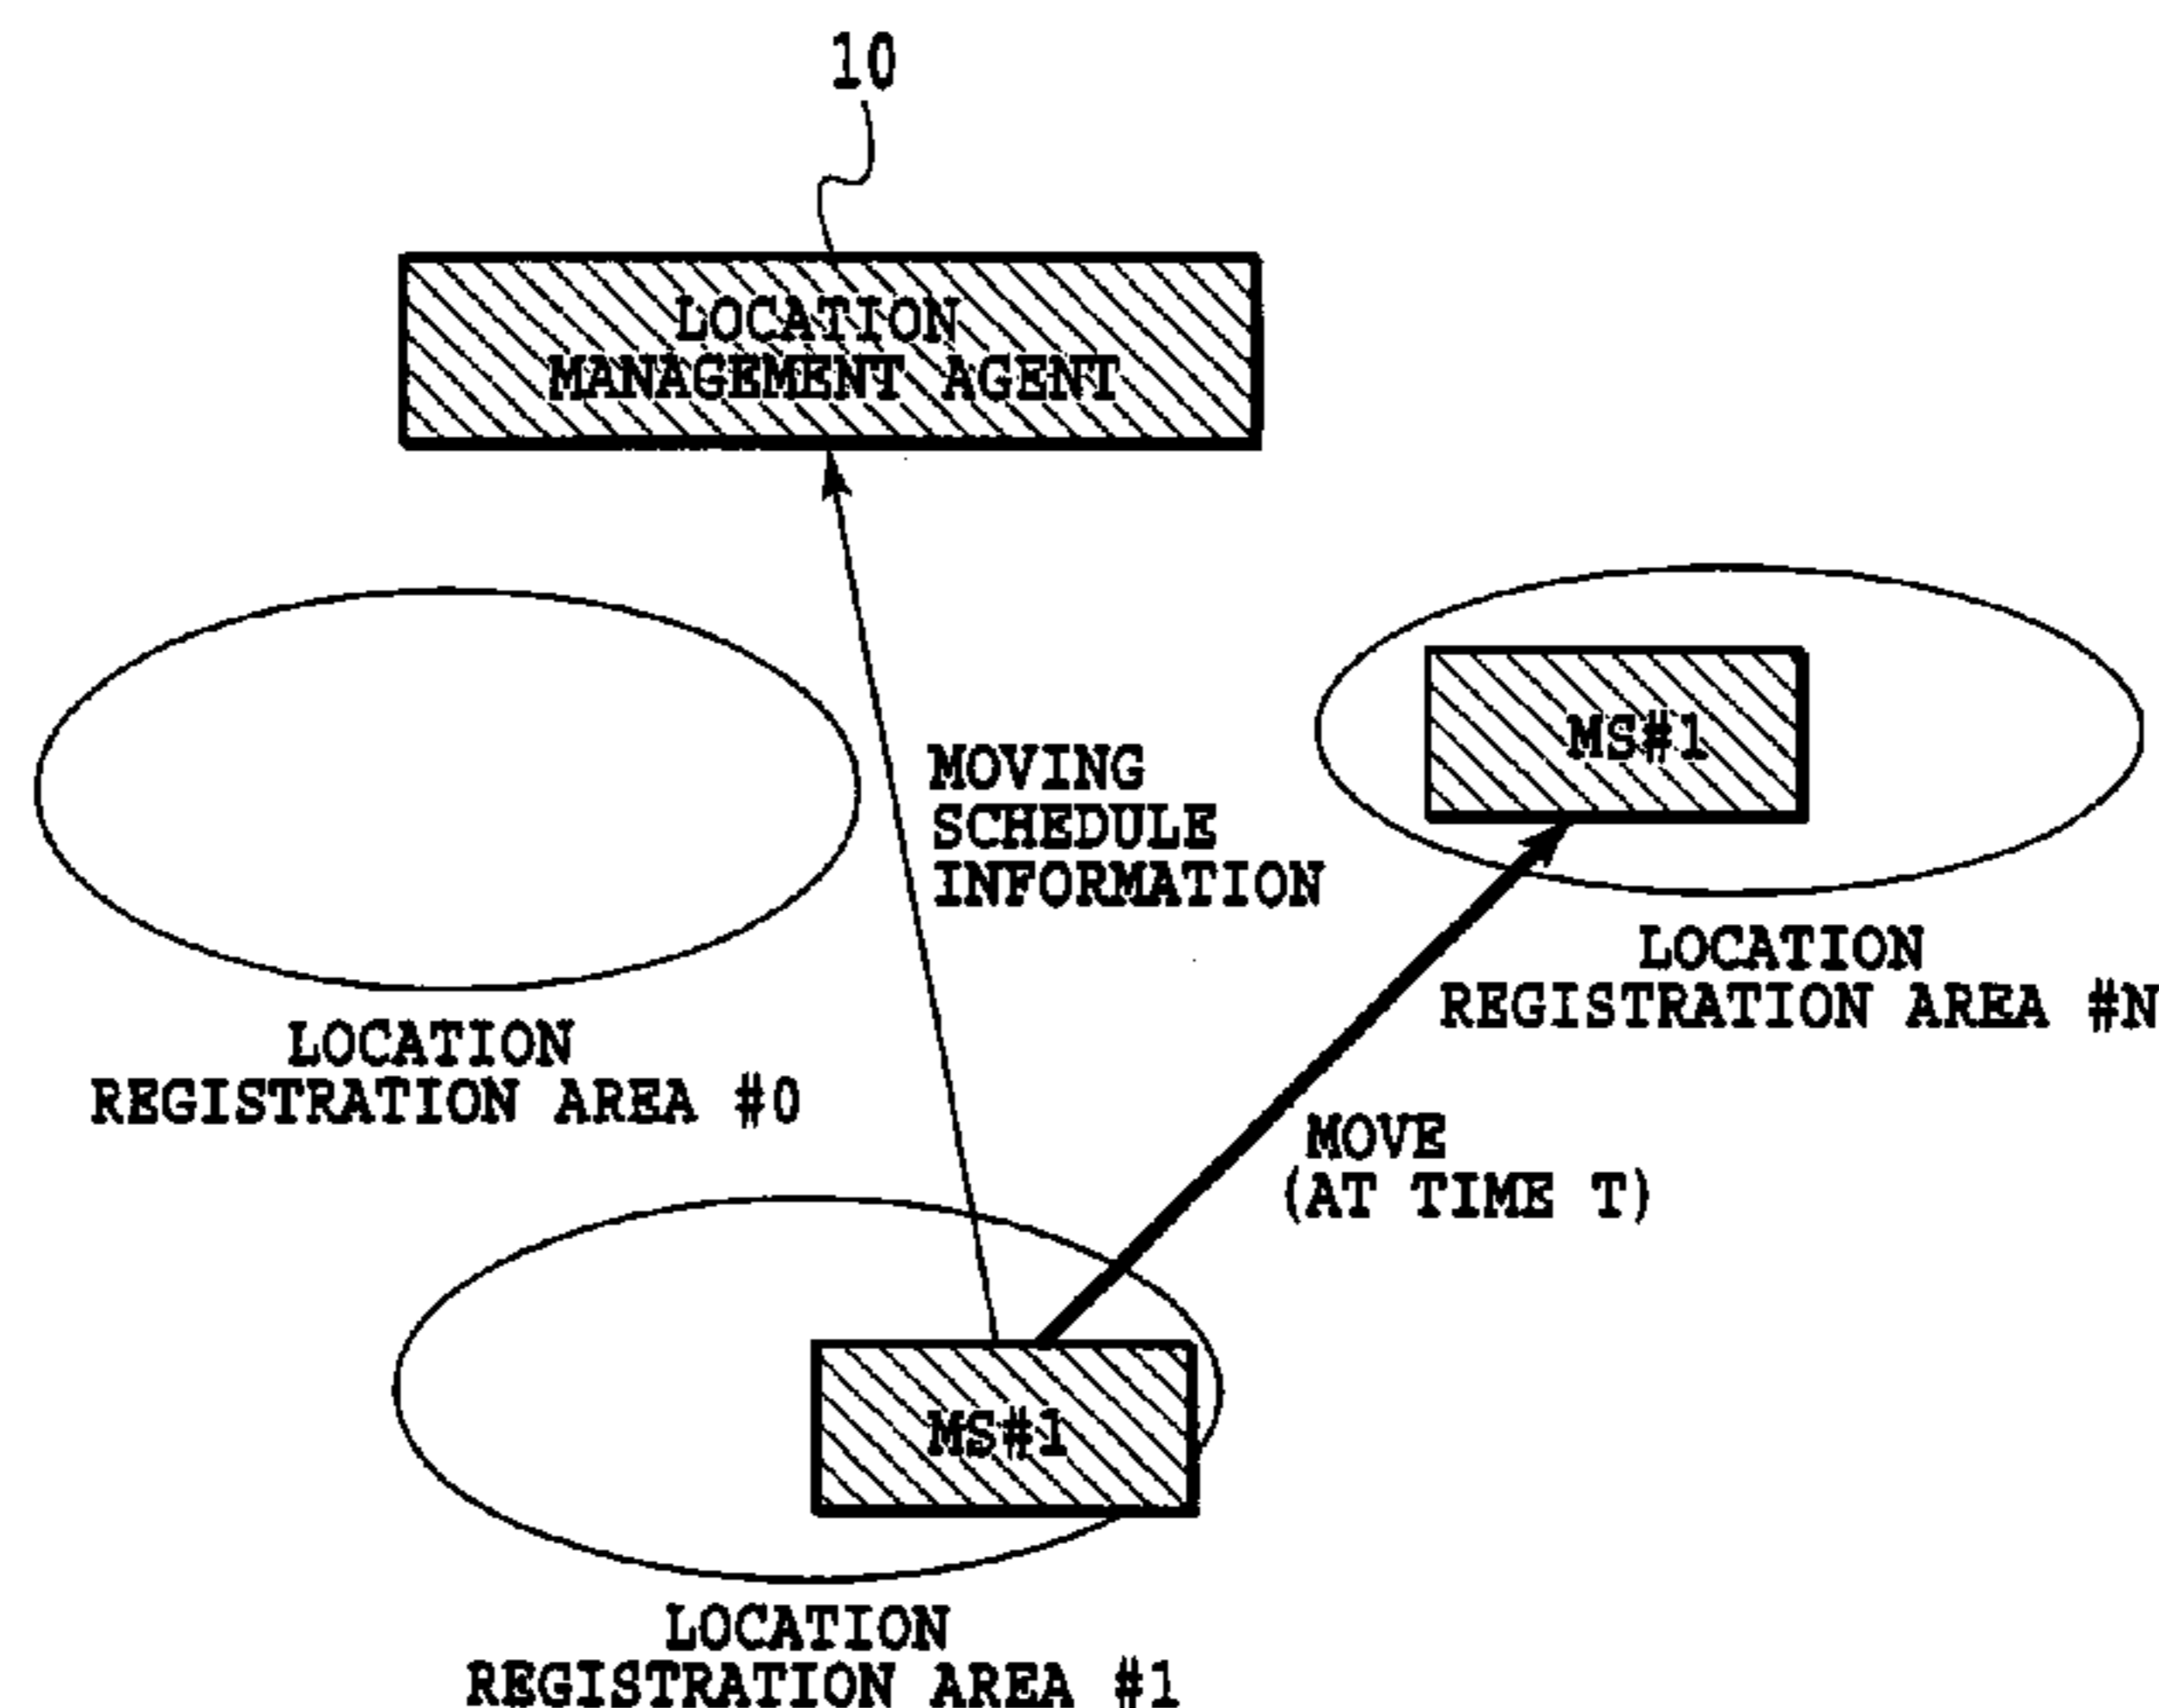 10
LOCATION
MANAGEMENT AGENT
MOVING
SCHEDULE
INFORMATION
MS#1
LOCATION
REGISTRATION AREA #N
LOCATION
REGISTRATION AREA #0
MOVE
(AT TIME T)
MS#1
LOCATION
REGISTRATION AREA #1